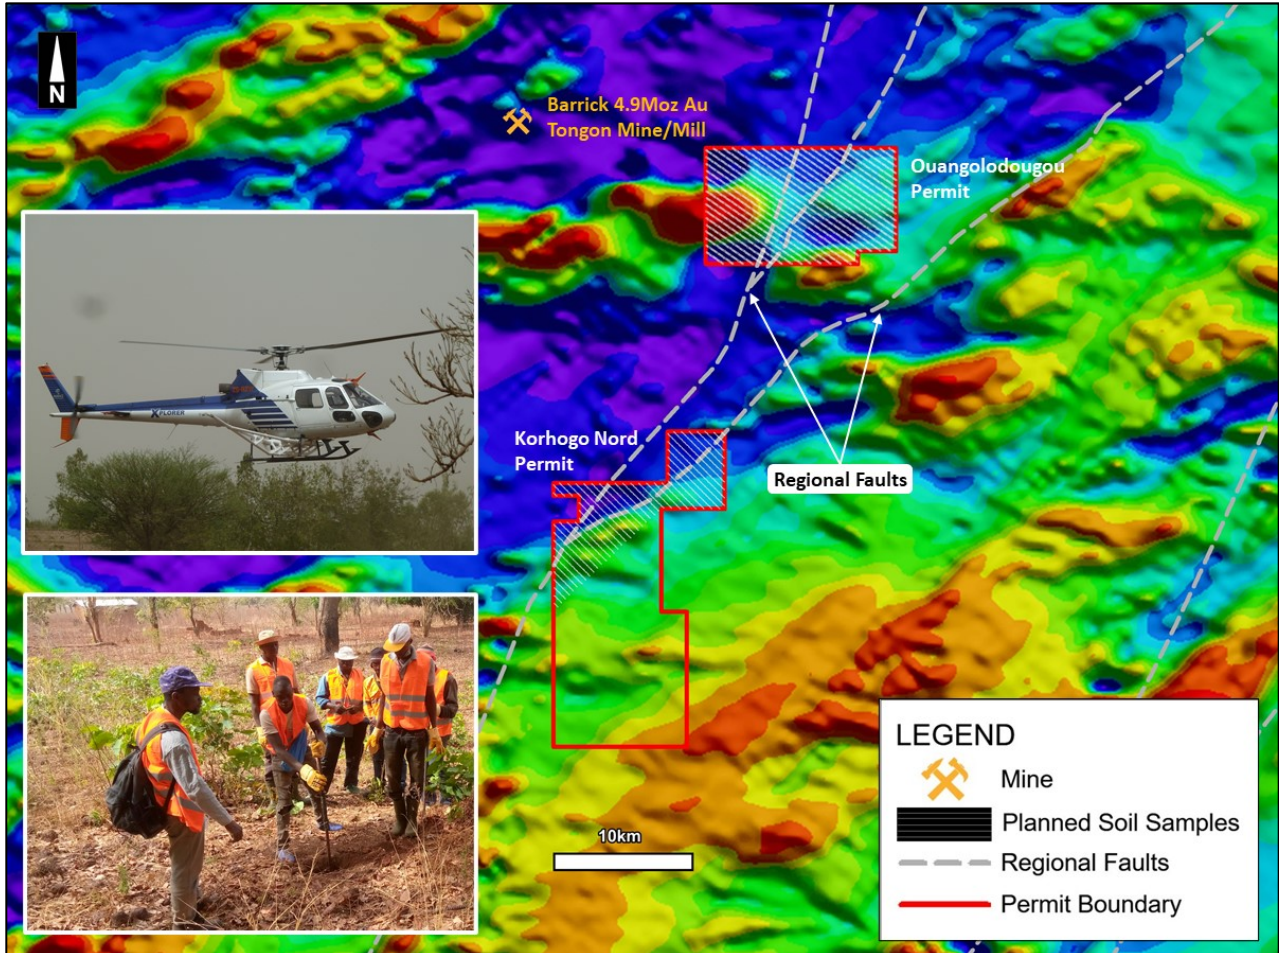 N
Barrick 4.9Moz Au
Tongon Mine/Mill
Ouangolodougou
Permit
XPLORER
Korhogo Nord
Permit
Regional Faults
10km
LEGEND
Mine
Planned Soil Samples
Regional Faults
Permit Boundary